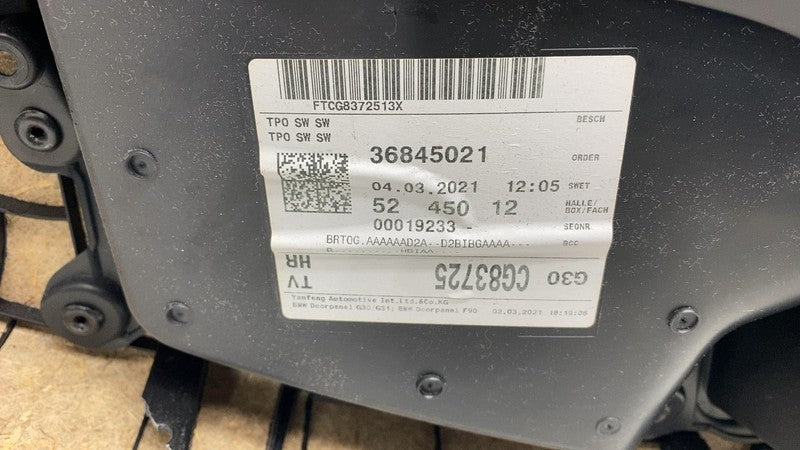 FTCG8372513X
TPO SW SW BESCH
TPO SW SW
36845021 ORDER
04.03.2021 12:05 SWET
52 450 12 HALLE/
BOX/FACH
00019233 - SEQNR.
BRTOG.AAAAAAD2A..D2BIBGAAAA... BCC
TV
HR
CG83725 G30
Yanfeng Automotive Int.Ltd.&Co.KG
BMW Doorpanel G30/G31; BMW Doorpanel F90 02.03.2021 18:19:06